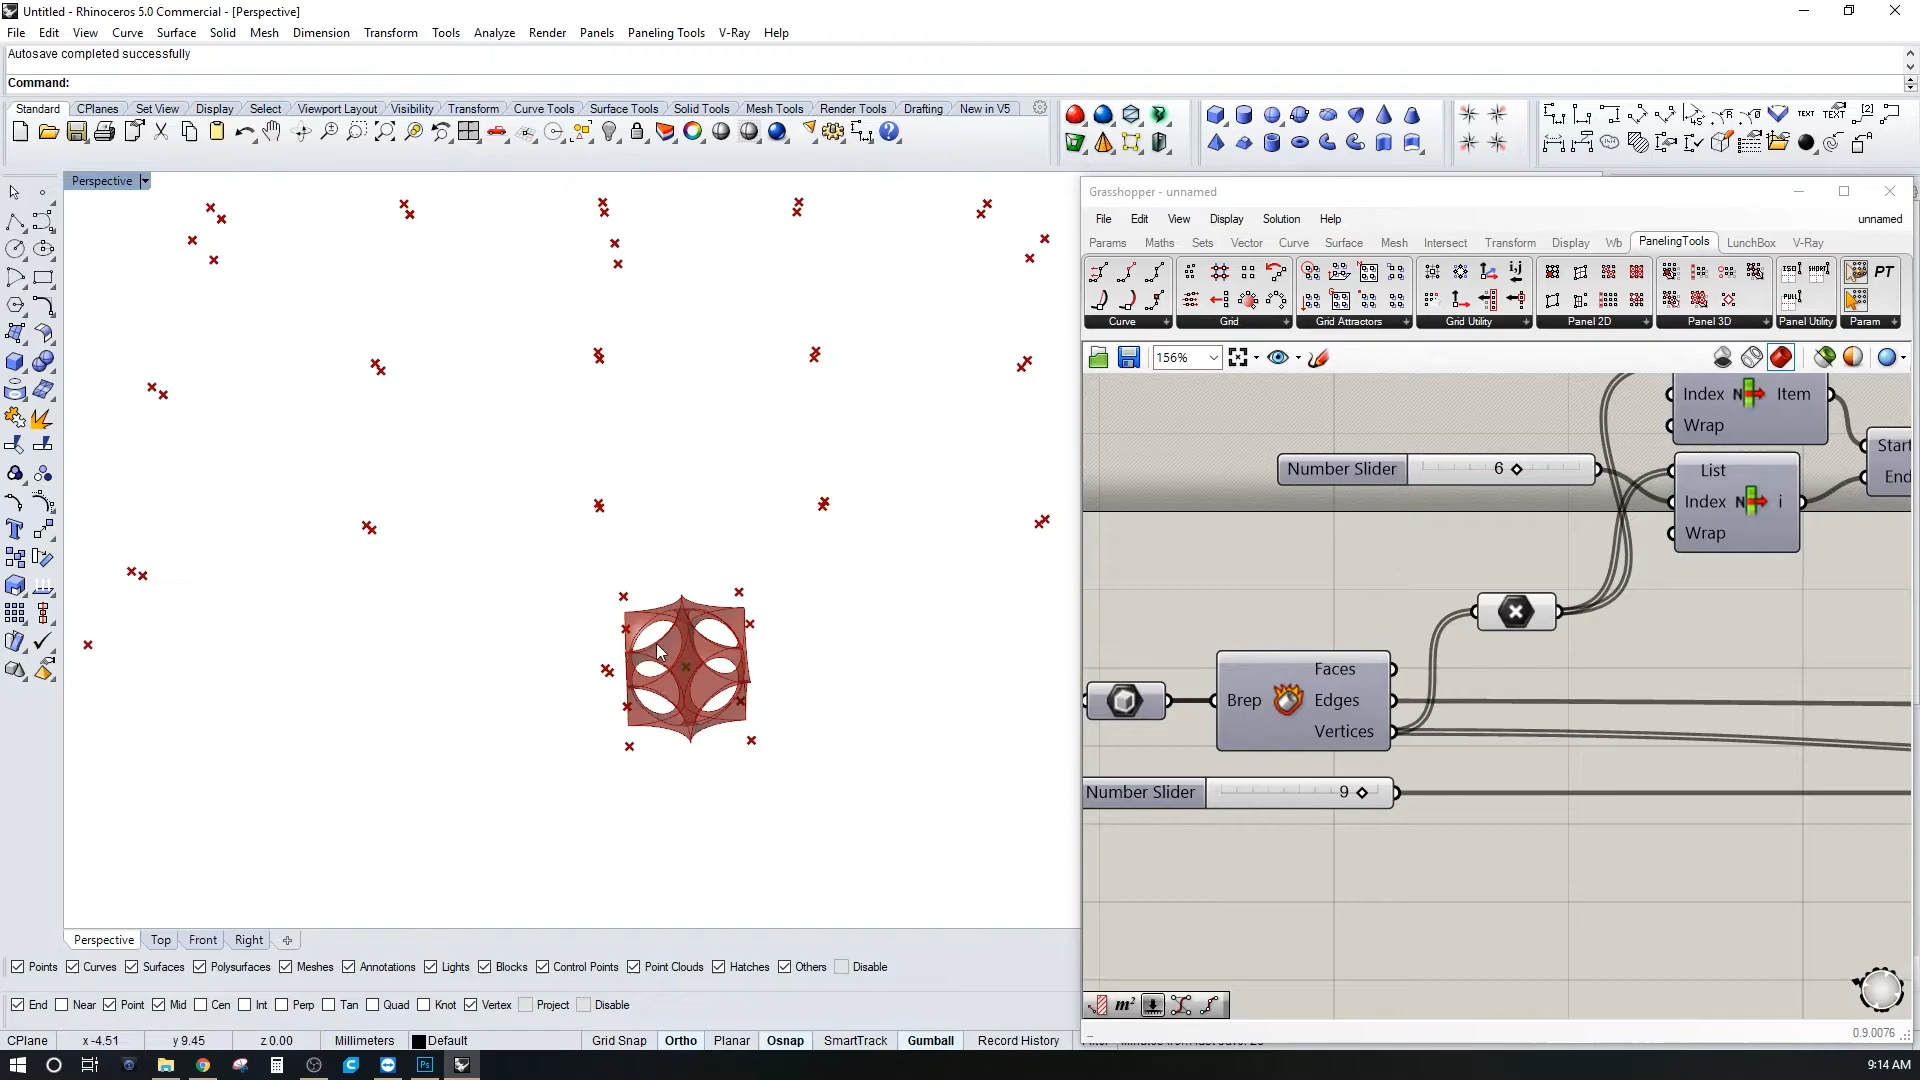 Untitled - Rhinoceros 5.0 Commercial - [Perspective]
File Edit View Curve Surface Solid Mesh Dimension Transform Tools Analyze Render Panels Paneling Tools V-Ray Help
Autosave completed successfully
Command:
Standard CPlanes Set View Display Select Viewport Layout Visibility Transform Curve Tools Surface Tools Solid Tools Mesh Tools Render Tools Drafting New in V5
TEXT TEXT
Perspective
Grasshopper - unnamed
File Edit View Display Solution Help unnamed
Params Maths Sets Vector Curve Surface Mesh Intersect Transform Display Wb PanelingTools LunchBox V-Ray
PT
Curve Grid Grid Attractors Grid Utility Panel 2D Panel 3D Panel Utility Param
156%
Index N Item
Wrap
Start
End
Number Slider 6
List
Index N i
Wrap
Faces
Brep Edges
Vertices
Number Slider 9
m²
0.9.0076
Perspective Top Front Right
Points Curves Surfaces Polysurfaces Meshes Annotations Lights Blocks Control Points Point Clouds Hatches Others Disable
End Near Point Mid Cen Int Perp Tan Quad Knot Vertex Project Disable
CPlane x -4.51 y 9.45 z 0.00 Millimeters Default Grid Snap Ortho Planar Osnap SmartTrack Gumball Record History
Ps
9:14 AM